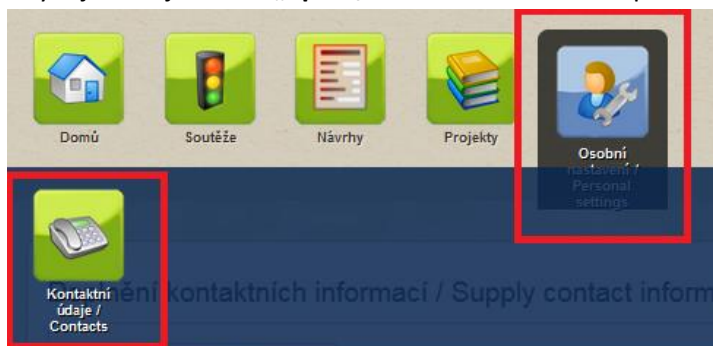 Domů
Soutěže
Návrhy
Projekty
Osobní
nastavení /
Personal
settings
Kontaktní
údaje /
Contacts
kontaktních informací / Supply contact inform